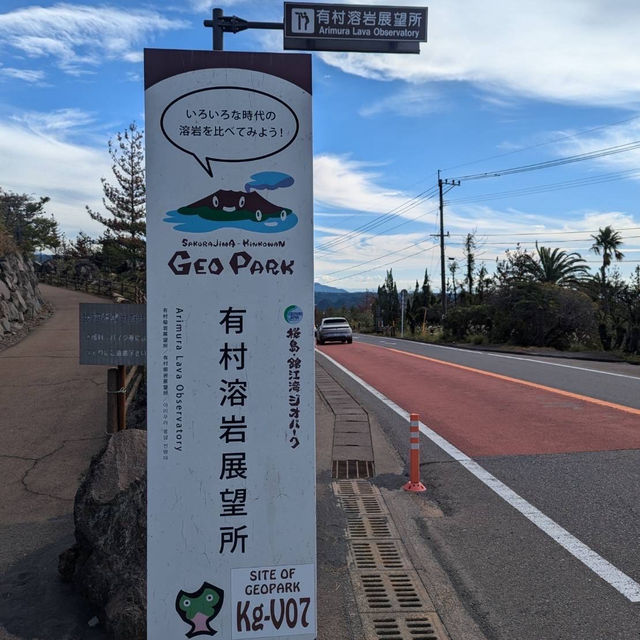 有村溶岩展望所
Arimura Lava Observatory
いろいろな時代の
溶岩を比べてみよう!
SAKURAJIMA - KINKOWAN
GEO PARK
桜島・錦江湾ジオパーク
有村溶岩展望所
Arimura Lava Observatory
SITE OF
GEOPARK
Kg-V07